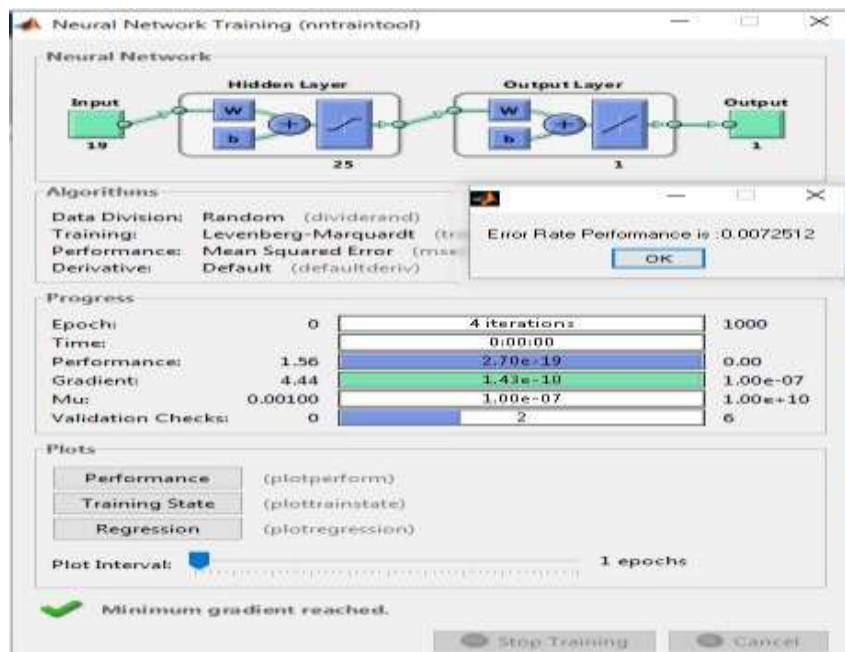 Neural Network Training (nntraintool)
Neural Network
Hidden Layer
Output Layer
Input
Output
W
b
+
W
b
+
19
25
1
1
Algorithms
Data Division: Random (dividerand)
Training: Levenberg-Marquardt
Performance: Mean Squared Error (mse
Derivative: Default (defaultderiv)
Error Rate Performance is :0.0072512
OK
Progress
Epoch: 0 4 iterations 1000
Time: 0:00:00
Performance: 1.56 2.70e-19 0.00
Gradient: 4.44 1.43e-10 1.00e-07
Mu: 0.00100 1.00e-07 1.00e+10
Validation Checks: 0 2 6
Plots
Performance (plotperform)
Training State (plottrainstate)
Regression (plotregression)
Plot Interval: 1 epochs
Minimum gradient reached.
Stop Training Cancel